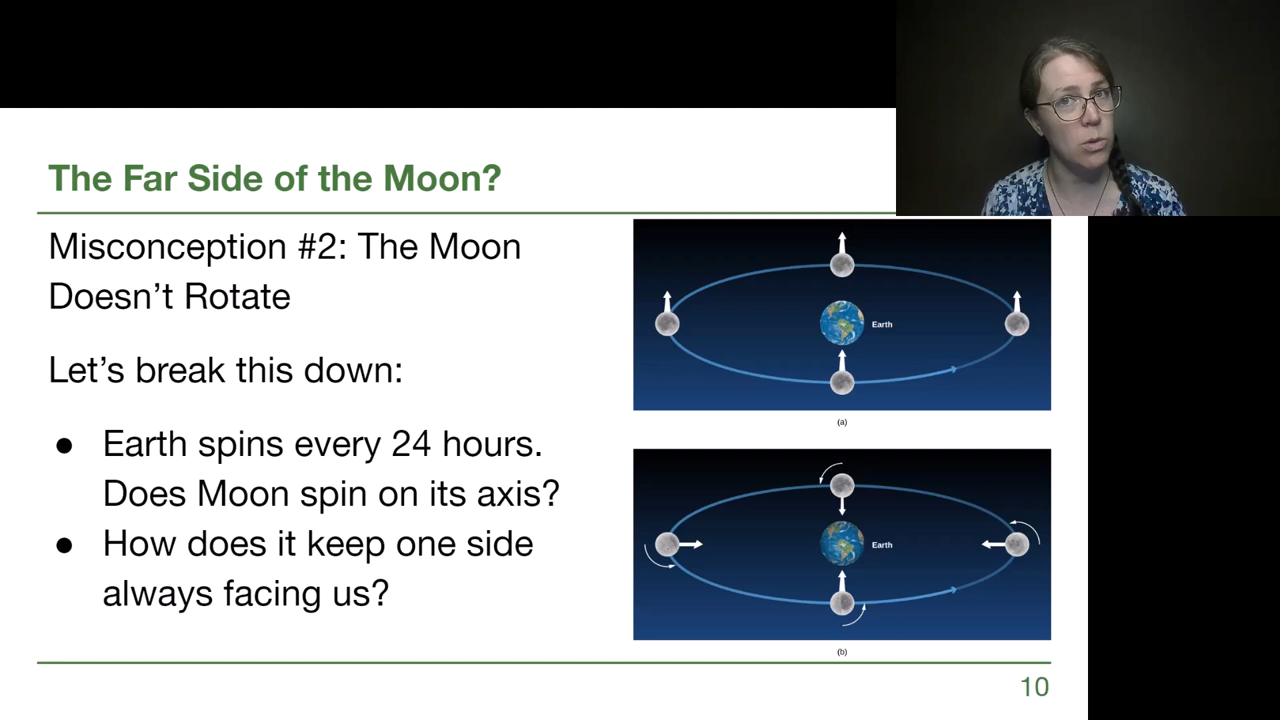 The Far Side of the Moon?
Misconception #2: The Moon
Doesn't Rotate
Let's break this down:
● Earth spins every 24 hours.
Does Moon spin on its axis?
● How does it keep one side
always facing us?
Earth
(a)
Earth
(b)
10